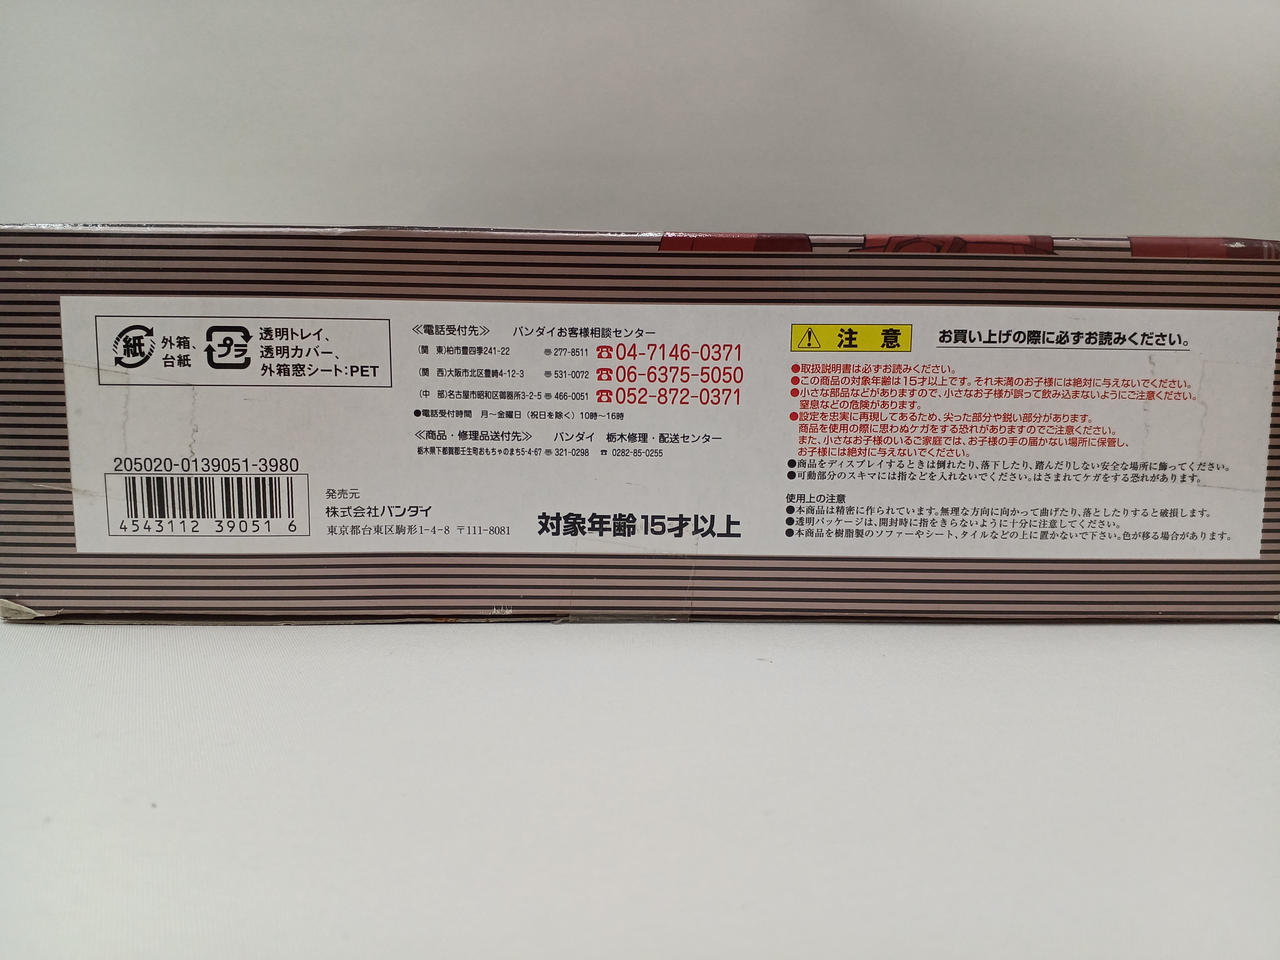 紙
外箱、
台紙
プラ
透明トレイ、
透明カバー、
外箱窓シート:PET
205020-0139051-3980
4543112 39051 6
発売元
株式会社バンダイ
東京都台東区駒形1-4-8 〒111-8081
≪電話受付先≫ バンダイお客様相談センター
(関 東)柏市豊四季241-22 〠277-8511 ☎04-7146-0371
(関 西)大阪市北区豊崎4-12-3 〠531-0072 ☎06-6375-5050
(中 部)名古屋市昭和区御器所3-2-5 〠466-0051 ☎052-872-0371
●電話受付時間 月〜金曜日(祝日を除く)10時〜16時
≪商品・修理品送付先≫ バンダイ 栃木修理・配送センター
栃木県下都賀郡壬生町おもちゃのまち5-4-67 〠321-0298 ☎ 0282-85-0255
対象年齢15才以上
注 意 お買い上げの際に必ずお読みください。
●取扱説明書は必ずお読みください。
●この商品の対象年齢は15才以上です。それ未満のお子様には絶対に与えないでください。
●小さな部品などがありますので、小さなお子様が誤って飲み込まないようにご注意ください。
窒息などの危険があります。
●設定を忠実に再現してあるため、尖った部分や鋭い部分があります。
商品を使用の際に思わぬケガをする恐れがありますのでご注意ください。
また、小さなお子様のいるご家庭では、お子様の手の届かない場所に保管し、
お子様には絶対に与えないでください。
●商品をディスプレイするときは倒れたり、落下したり、踏んだりしない安全な場所に飾ってください。
●可動部分のスキマには指などを入れないでください。はさまれてケガをする恐れがあります。
使用上の注意
●本商品は精密に作られています。無理な方向に向かって曲げたり、落としたりすると破損します。
●透明パッケージは、開封時に指をきらないように十分に注意してください。
●本商品を樹脂製のソファーやシート、タイルなどの上に置かないで下さい。色が移る場合があります。